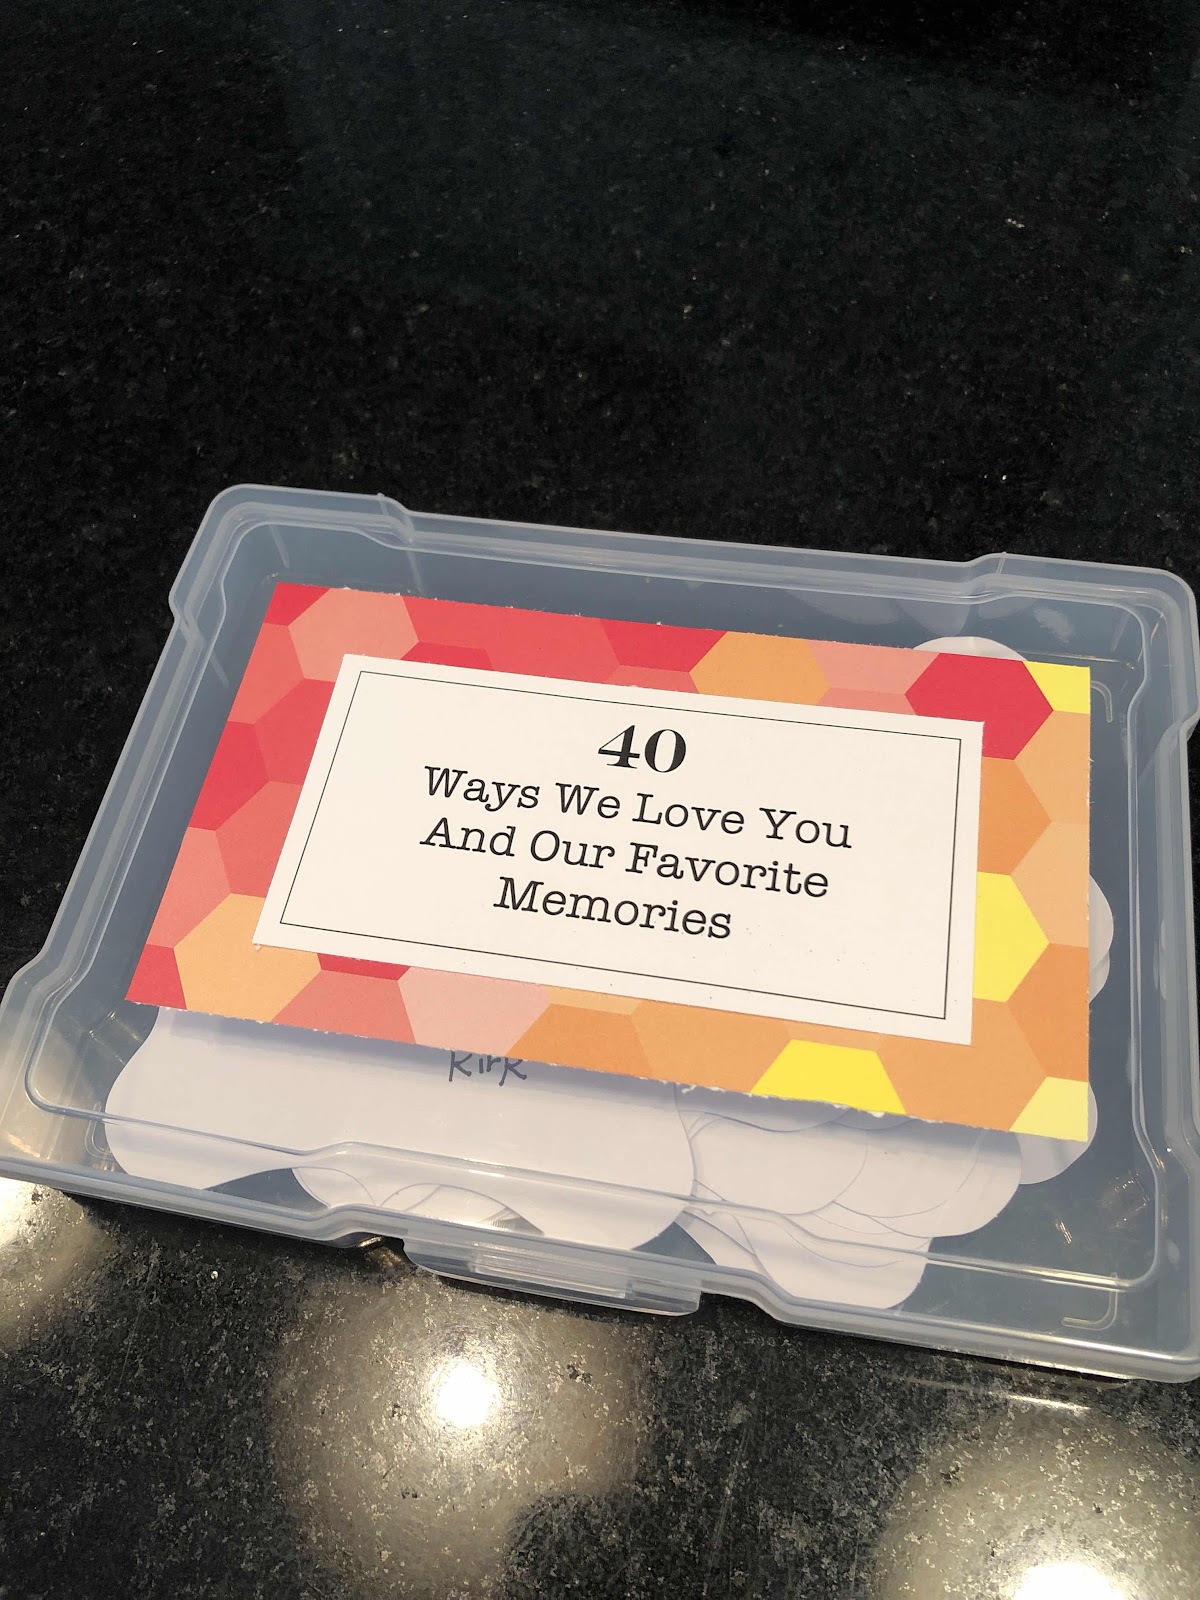 40
Ways We Love You
And Our Favorite
Memories
Kirk